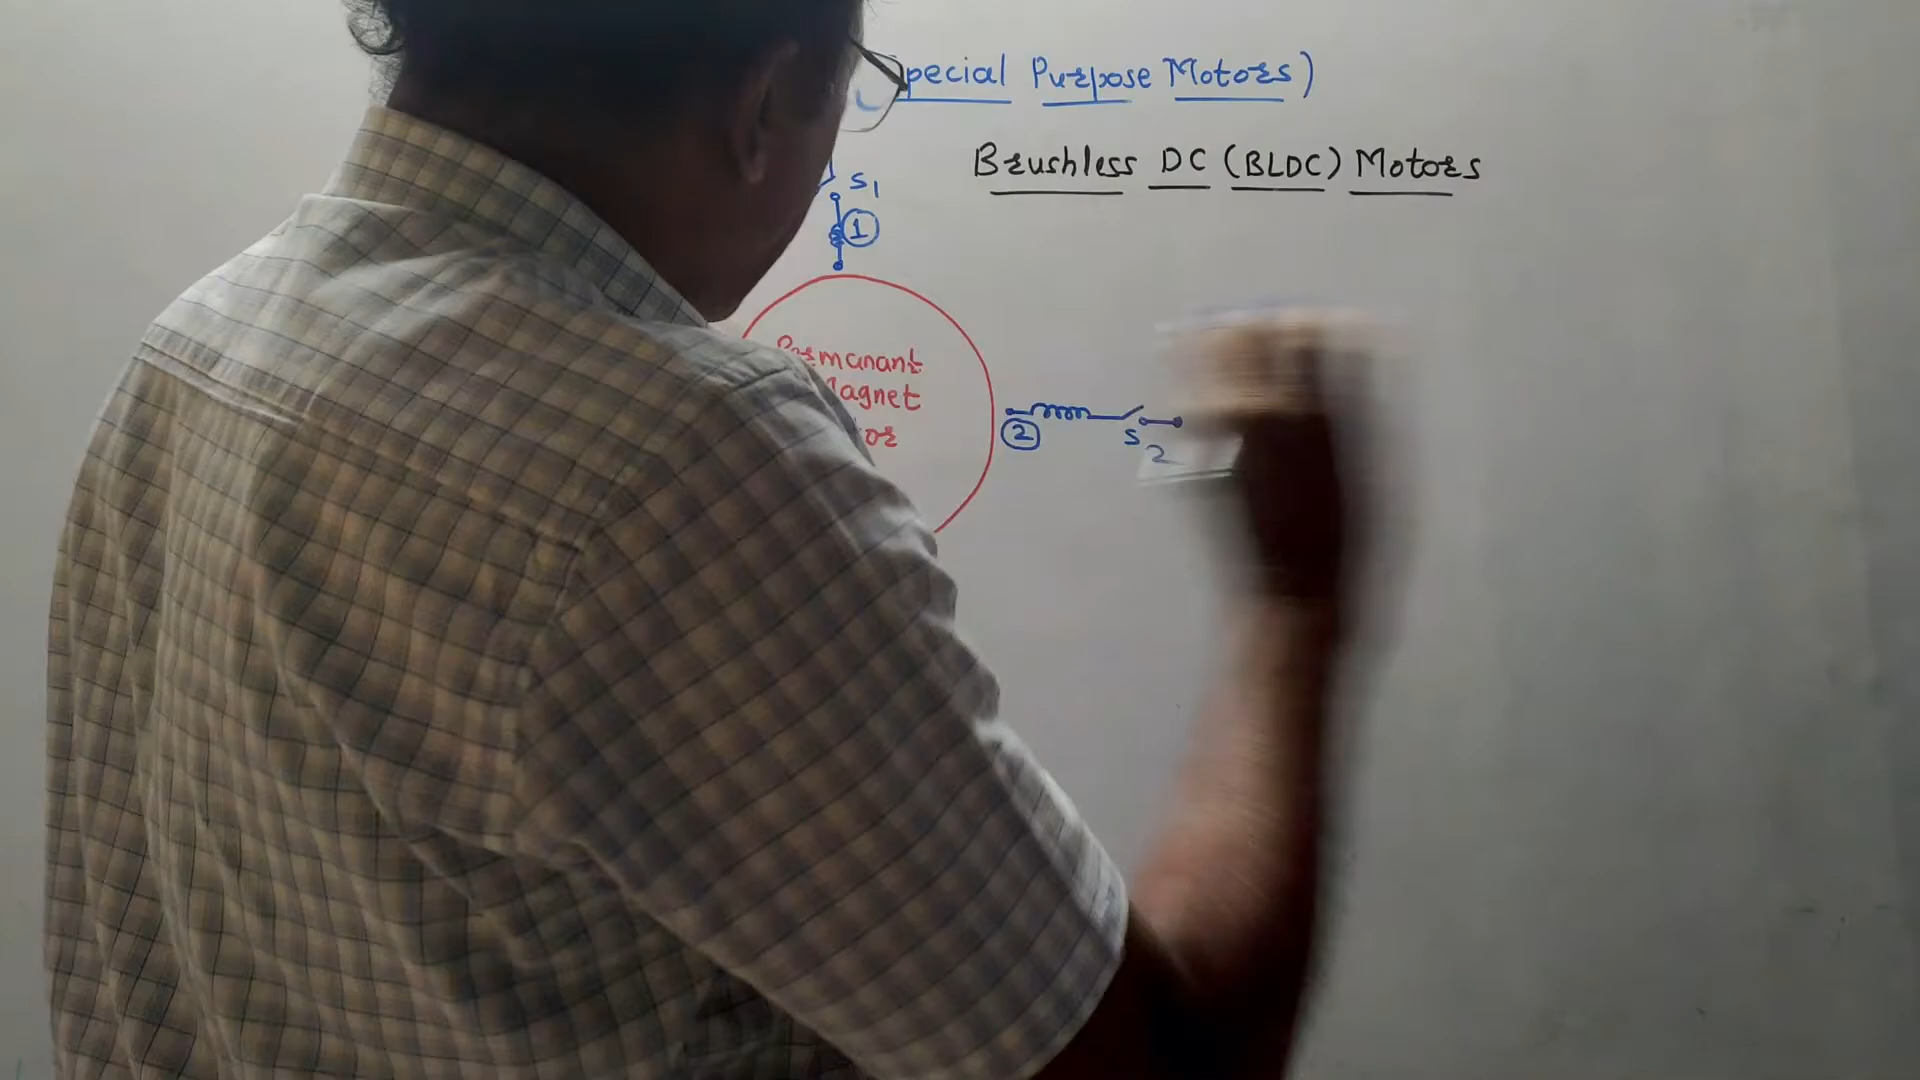 pecial Purpose Motors)
Brushless DC (BLDC) Motors
S1
1
Permanant
Magnet
2
S2